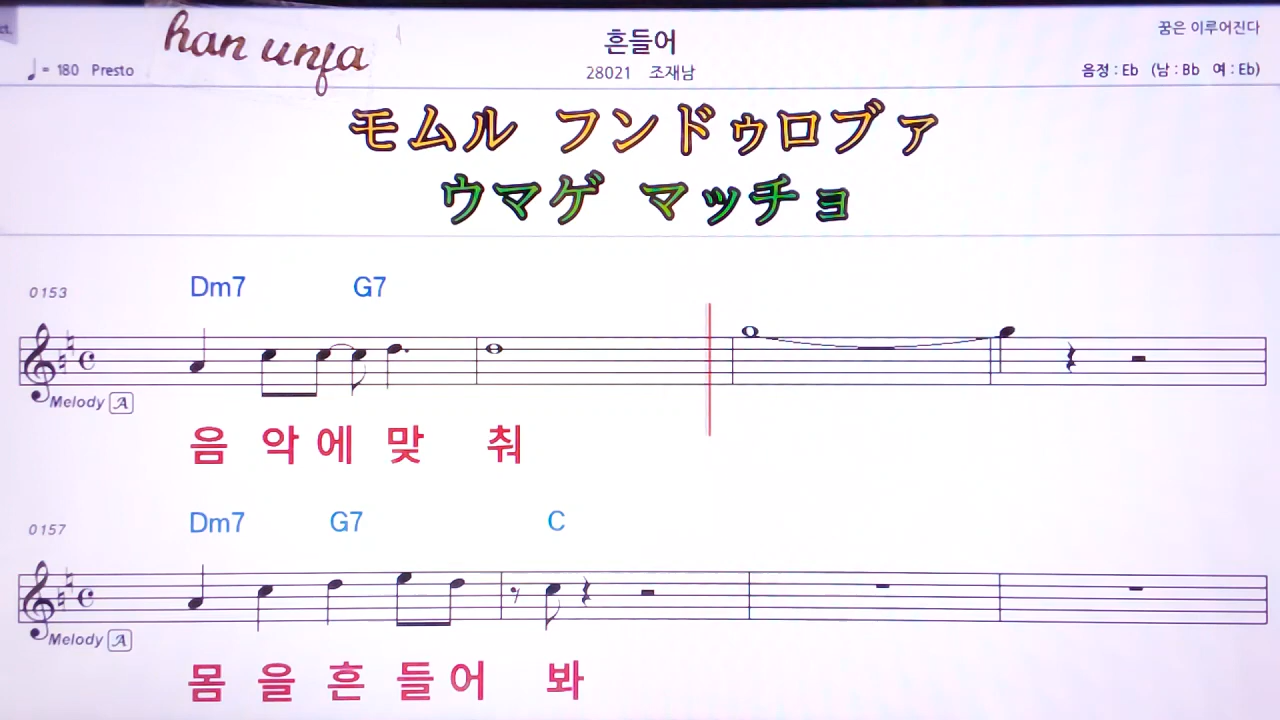 ct.
han unfa
흔들어
꿈은 이루어진다
♩= 180 Presto
28021 조재남
음정 : Eb (남 : Bb 여 : Eb)
モムル フンドゥロブァ
ウマゲ マッチョ
0153
Dm7 G7
Melody A
음 악 에 맞 춰
0157
Dm7 G7 C
Melody A
몸 을 흔 들 어 봐